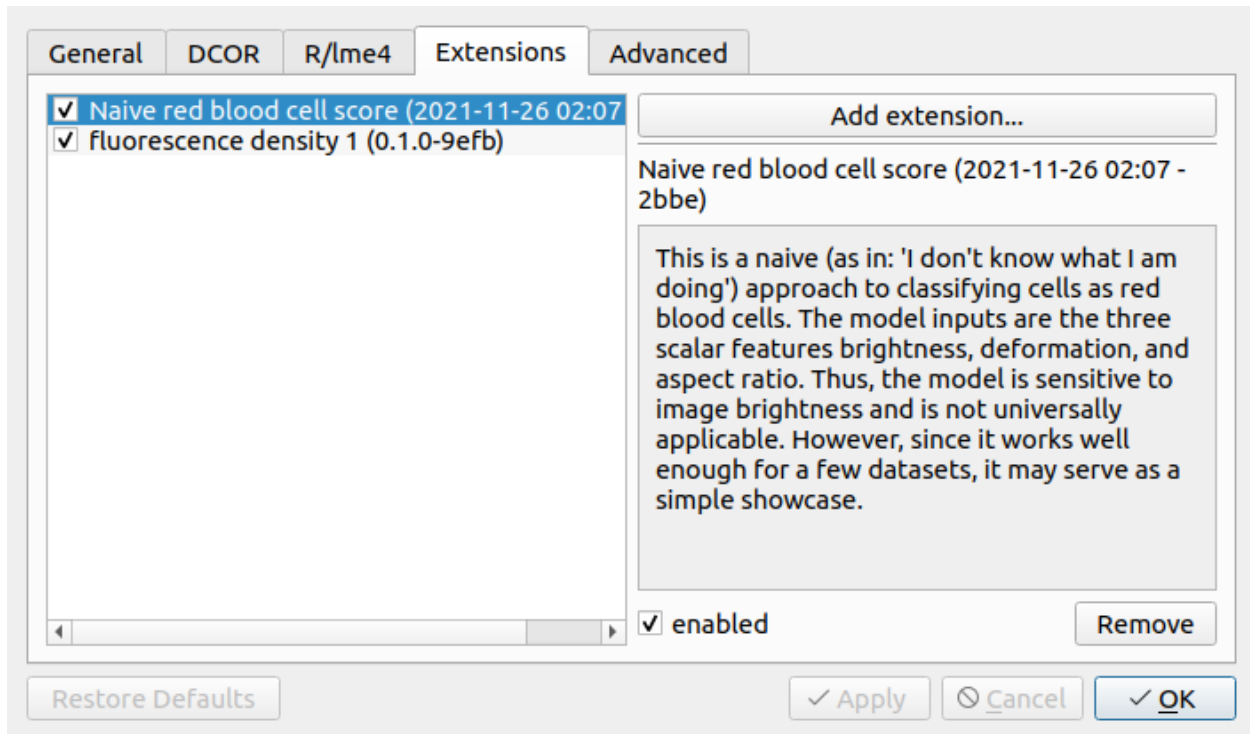 General DCOR R/lme4 Extensions Advanced
Naive red blood cell score (2021-11-26 02:07
fluorescence density 1 (0.1.0-9efb)
Add extension...
Naive red blood cell score (2021-11-26 02:07 -
2bbe)
This is a naive (as in: 'I don't know what I am
doing') approach to classifying cells as red
blood cells. The model inputs are the three
scalar features brightness, deformation, and
aspect ratio. Thus, the model is sensitive to
image brightness and is not universally
applicable. However, since it works well
enough for a few datasets, it may serve as a
simple showcase.
enabled
Remove
Restore Defaults
Apply
Cancel
OK